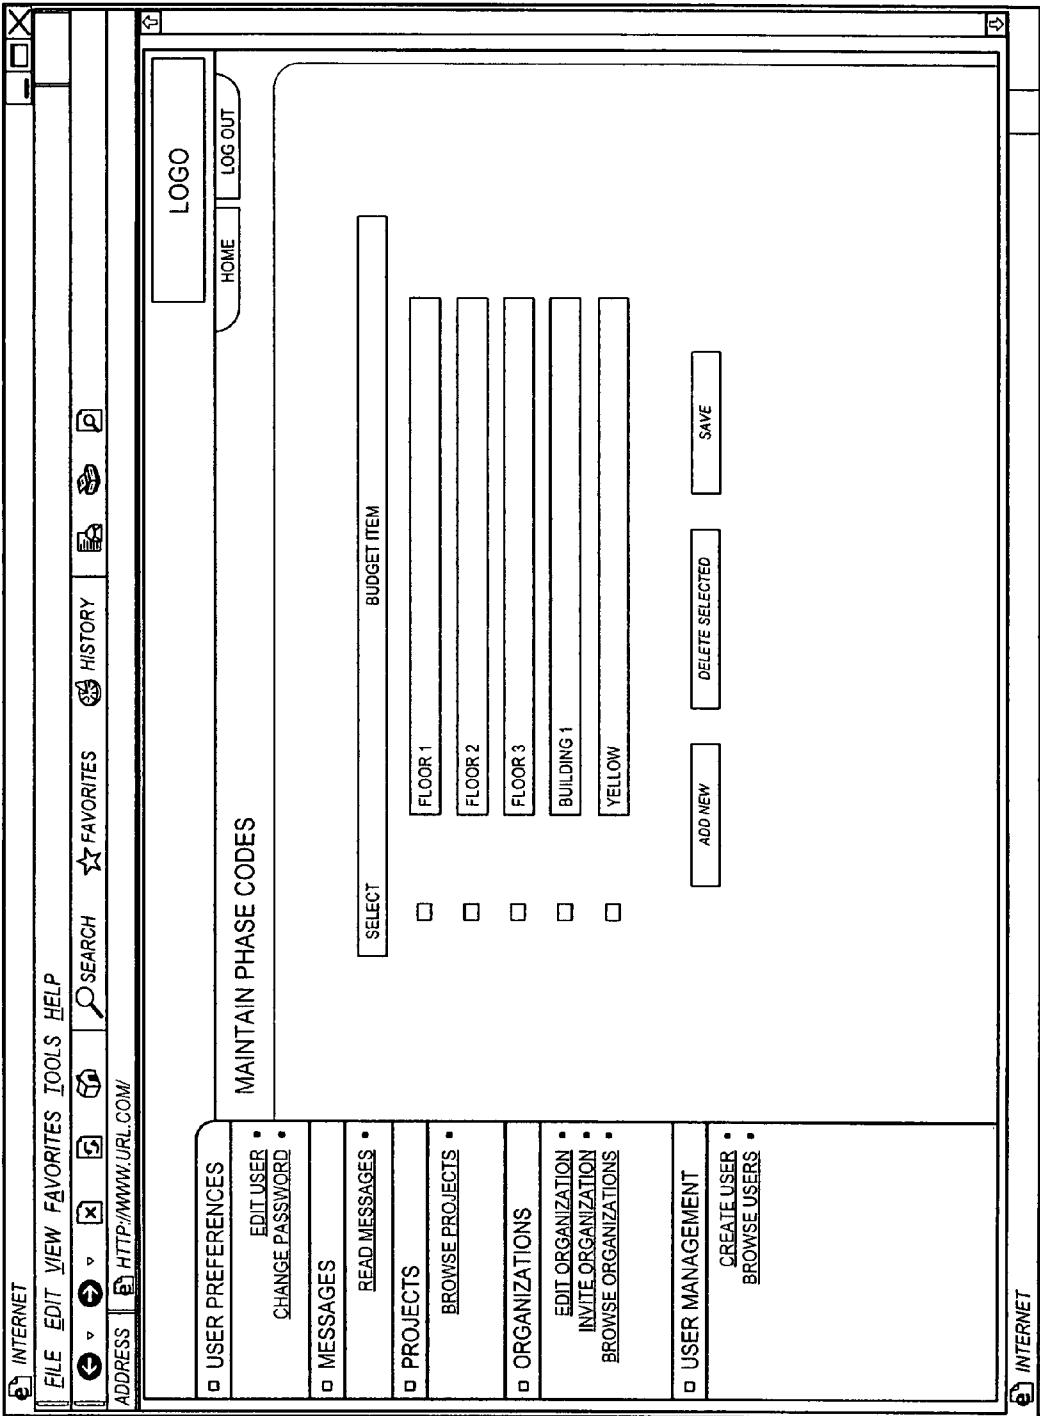 INTERNET
FILE EDIT VIEW FAVORITES TOOLS HELP
SEARCH FAVORITES HISTORY
ADDRESS HTTP://WWW.URL.COM/
LOGO
HOME LOG OUT
USER PREFERENCES
EDIT USER
CHANGE PASSWORD
MESSAGES
READ MESSAGES
PROJECTS
BROWSE PROJECTS
ORGANIZATIONS
EDIT ORGANIZATION
INVITE ORGANIZATION
BROWSE ORGANIZATIONS
USER MANAGEMENT
CREATE USER
BROWSE USERS
MAINTAIN PHASE CODES
SELECT BUDGET ITEM
FLOOR 1
FLOOR 2
FLOOR 3
BUILDING 1
YELLOW
ADD NEW DELETE SELECTED SAVE
INTERNET